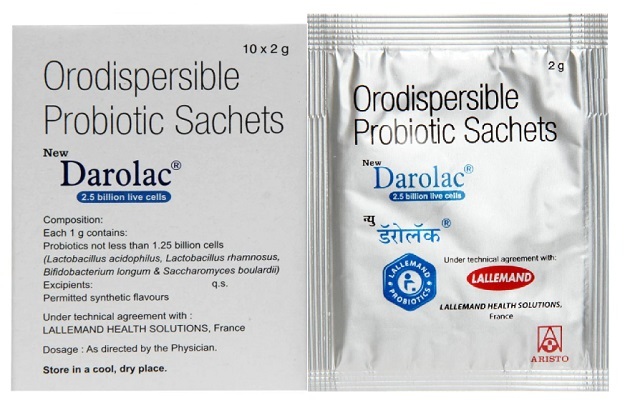 10 x 2 g
Orodispersible
Probiotic Sachets
New
Darolac®
2.5 billion live cells
Composition:
Each 1 g contains:
Probiotics not less than 1.25 billion cells
(Lactobacillus acidophilus, Lactobacillus rhamnosus,
Bifidobacterium longum & Saccharomyces boulardii)
Excipients: q.s.
Permitted synthetic flavours
Under technical agreement with :
LALLEMAND HEALTH SOLUTIONS, France
Dosage : As directed by the Physician.
Store in a cool, dry place.
2 g
Orodispersible
Probiotic Sachets
New
Darolac®
2.5 billion live cells
न्यु
डॅरोलॅक®
LALLEMAND
PROBIOTICS
Under technical agreement with:
LALLEMAND
LALLEMAND HEALTH SOLUTIONS,
France
ARISTO